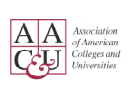 AA
C&U
Association
of American
Colleges and
Universities